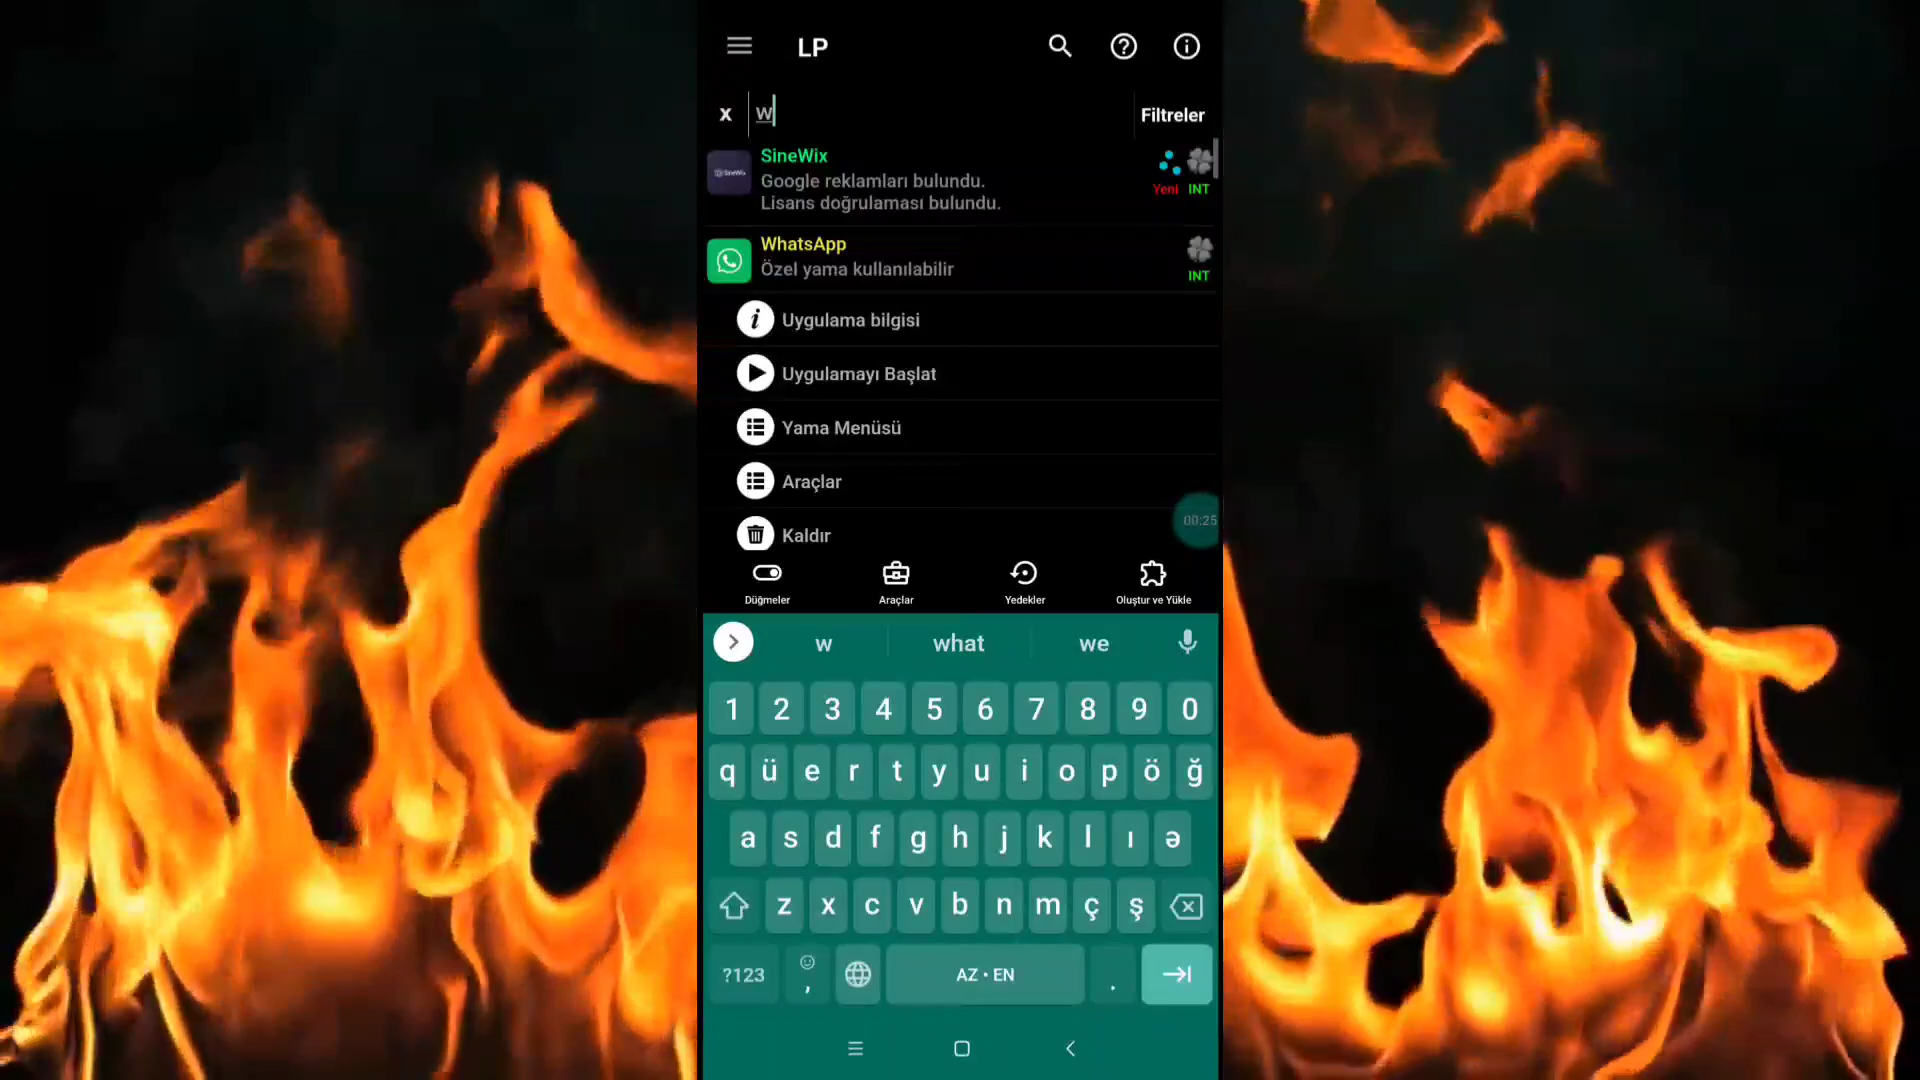 LP
x
w
Filtreler
SineWix
SineWix
Google reklamları bulundu.
Lisans doğrulaması bulundu.
Yeni
INT
WhatsApp
Özel yama kullanılabilir
INT
Uygulama bilgisi
Uygulamayı Başlat
Yama Menüsü
Araçlar
00:25
Kaldır
Düğmeler
Araçlar
Yedekler
Oluştur ve Yükle
w
what
we
1 2 3 4 5 6 7 8 9 0
q ü e r t y u i o p ö ğ
a s d f g h j k l ı ə
z x c v b n m ç ş
?123
,
AZ • EN
.